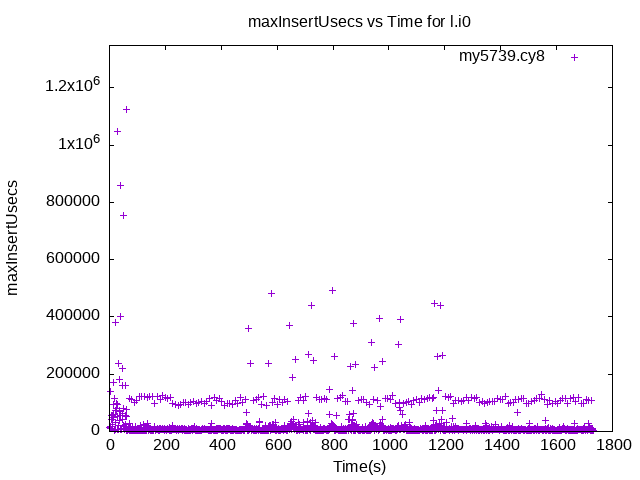 maxInsertUsecs vs Time for l.i0
my5739.cy8
1.2x10^6
1x10^6
800000
600000
400000
200000
0
maxInsertUsecs
0 200 400 600 800 1000 1200 1400 1600 1800
Time(s)